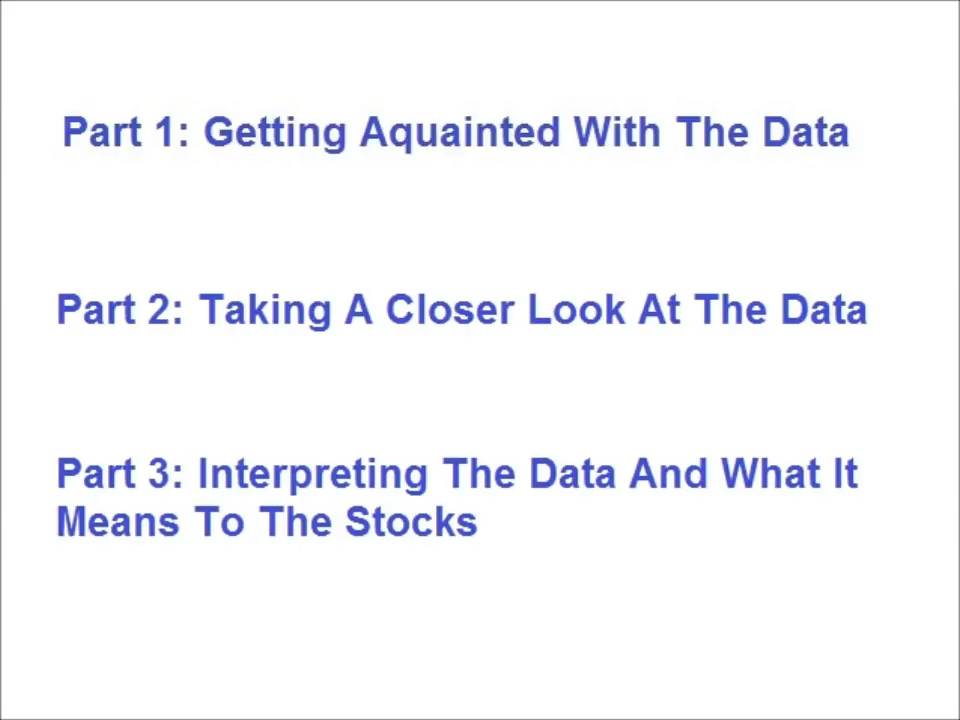 Part 1: Getting Aquainted With The Data
Part 2: Taking A Closer Look At The Data
Part 3: Interpreting The Data And What It
Means To The Stocks